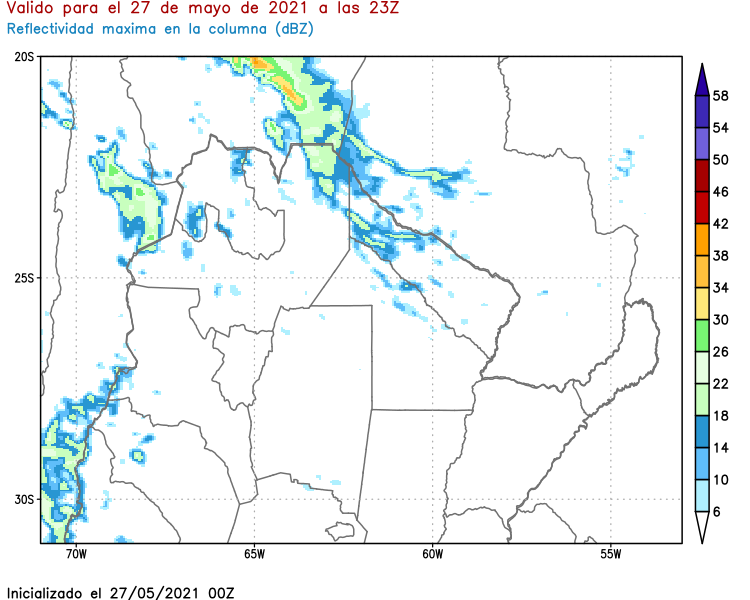 Valido para el 27 de mayo de 2021 a las 23Z
Reflectividad maxima en la columna (dBZ)
20S
25S
30S
70W
65W
60W
55W
58
54
50
46
42
38
34
30
26
22
18
14
10
6
Inicializado el 27/05/2021 00Z